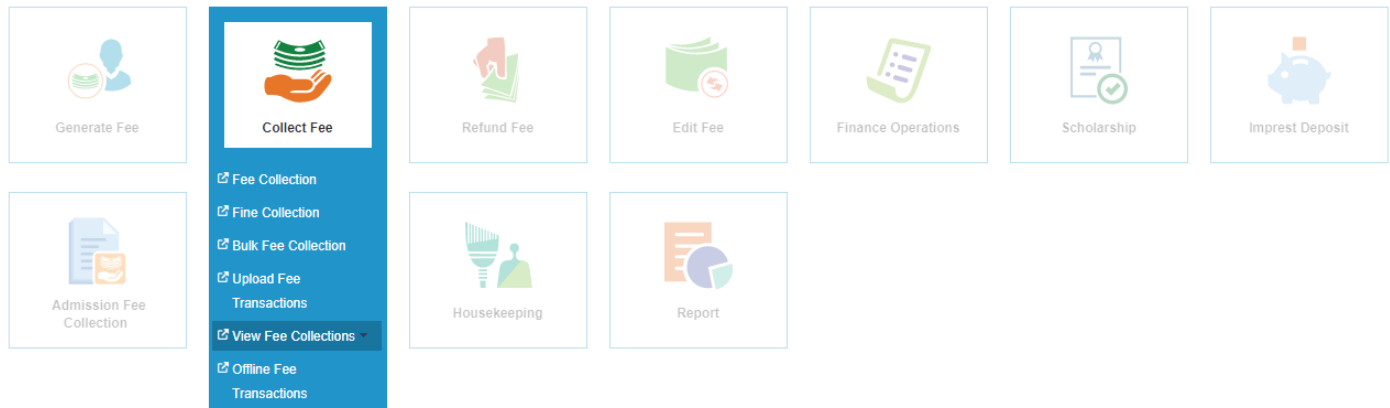 Generate Fee
Collect Fee
Refund Fee
Edit Fee
Finance Operations
Scholarship
Imprest Deposit
Fee Collection
Fine Collection
Bulk Fee Collection
Upload Fee
Transactions
View Fee Collections
Offline Fee
Transactions
Admission Fee
Collection
Housekeeping
Report